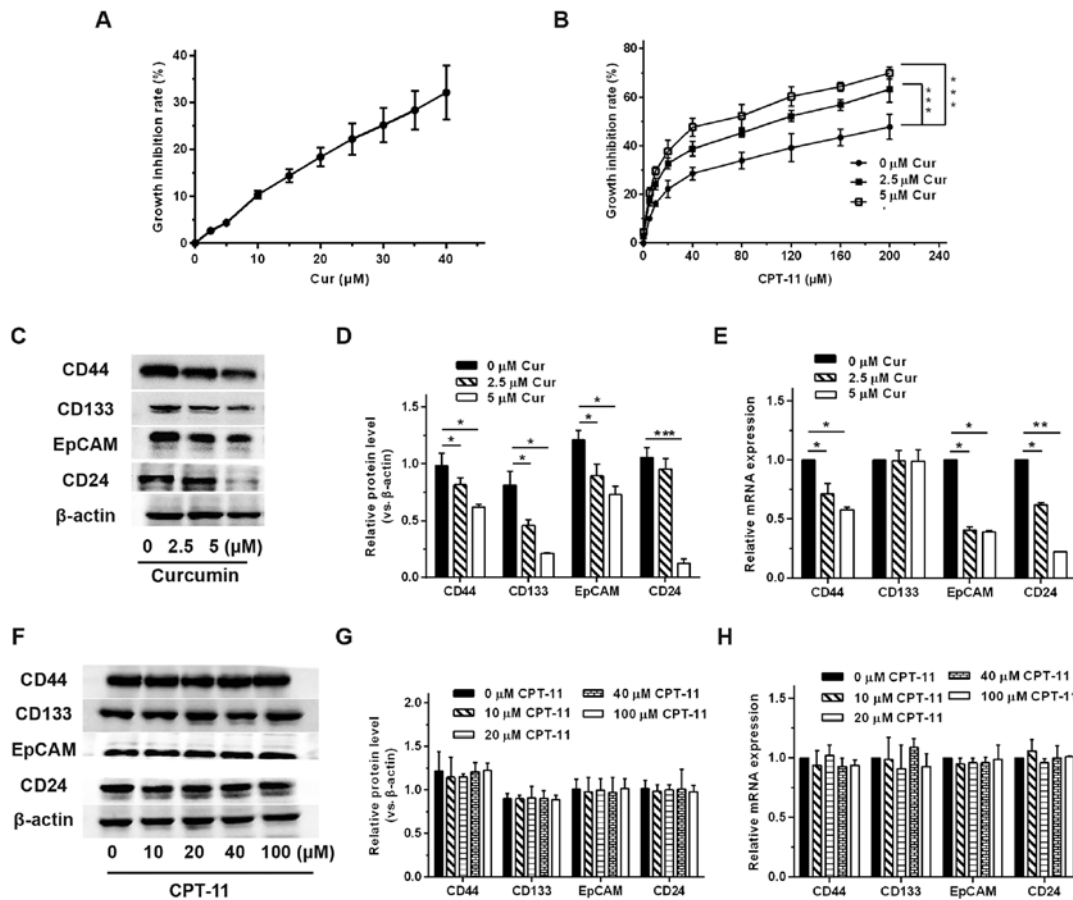 A
Growth inhibition rate (%)
40
30
20
10
0
0 10 20 30 40
Cur (μM)
B
Growth inhibition rate (%)
80
60
40
20
0
0 40 80 120 160 200 240
CPT-11 (μM)
***
***
0 μM Cur
2.5 μM Cur
5 μM Cur
C
CD44
CD133
EpCAM
CD24
β-actin
0 2.5 5 (μM)
Curcumin
D
0 μM Cur
2.5 μM Cur
5 μM Cur
Relative protein level
(vs. β-actin)
1.5
1.0
0.5
0.0
* *
* *
* *
***
CD44 CD133 EpCAM CD24
E
0 μM Cur
2.5 μM Cur
5 μM Cur
Relative mRNA expression
1.5
1.0
0.5
0.0
* *
* *
** *
CD44 CD133 EpCAM CD24
F
CD44
CD133
EpCAM
CD24
β-actin
0 10 20 40 100 (μM)
CPT-11
G
0 μM CPT-11 40 μM CPT-11
10 μM CPT-11 100 μM CPT-11
20 μM CPT-11
Relative protein level
(vs. β-actin)
2.0
1.5
1.0
0.5
0.0
CD44 CD133 EpCAM CD24
H
0 μM CPT-11 40 μM CPT-11
10 μM CPT-11 100 μM CPT-11
20 μM CPT-11
Relative mRNA expression
1.5
1.0
0.5
0.0
CD44 CD133 EpCAM CD24